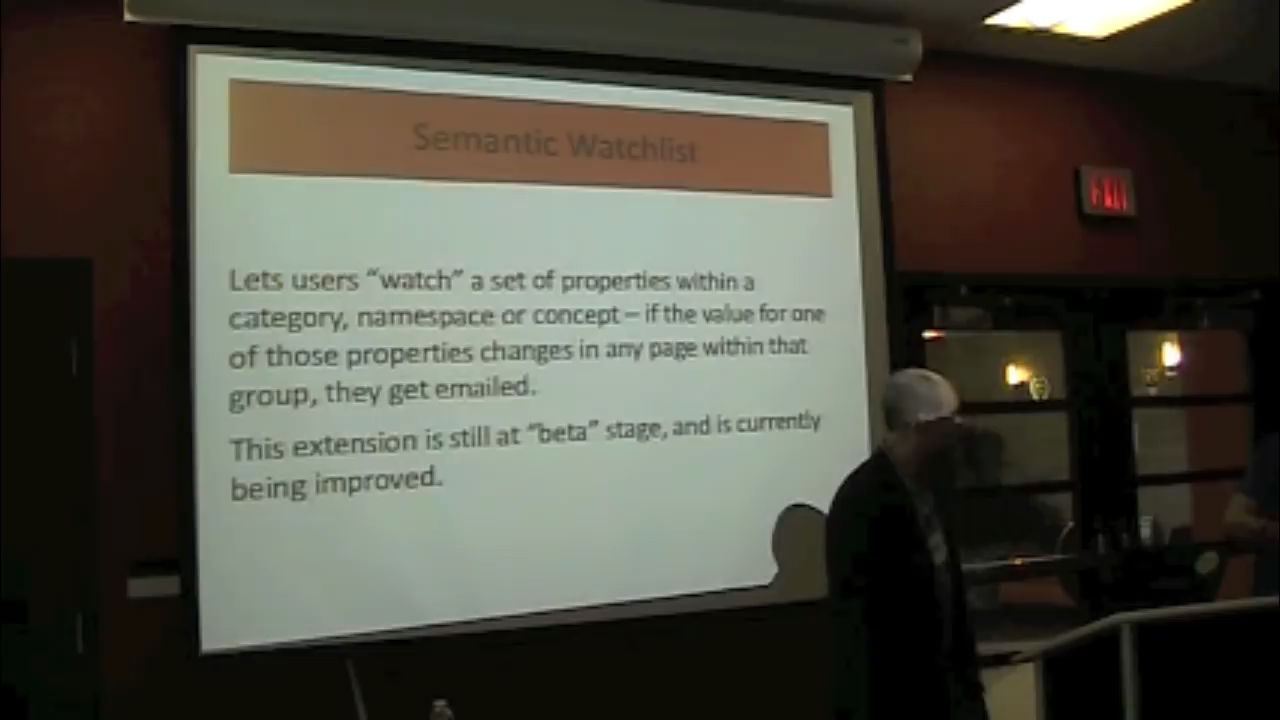 Semantic Watchlist
Lets users “watch” a set of properties within a
category, namespace or concept – if the value for one
of those properties changes in any page within that
group, they get emailed.
This extension is still at “beta” stage, and is currently
being improved.
EXIT